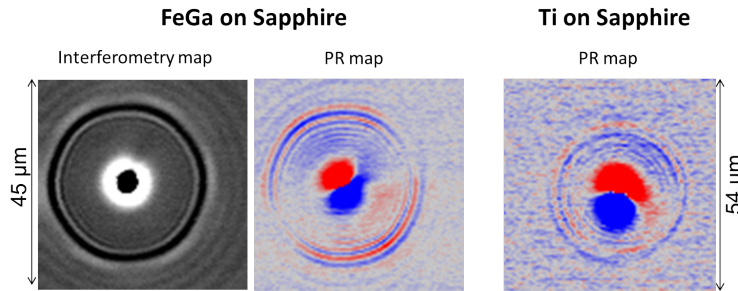 FeGa on Sapphire
Ti on Sapphire
Interferometry map
PR map
PR map
45 µm
54 µm